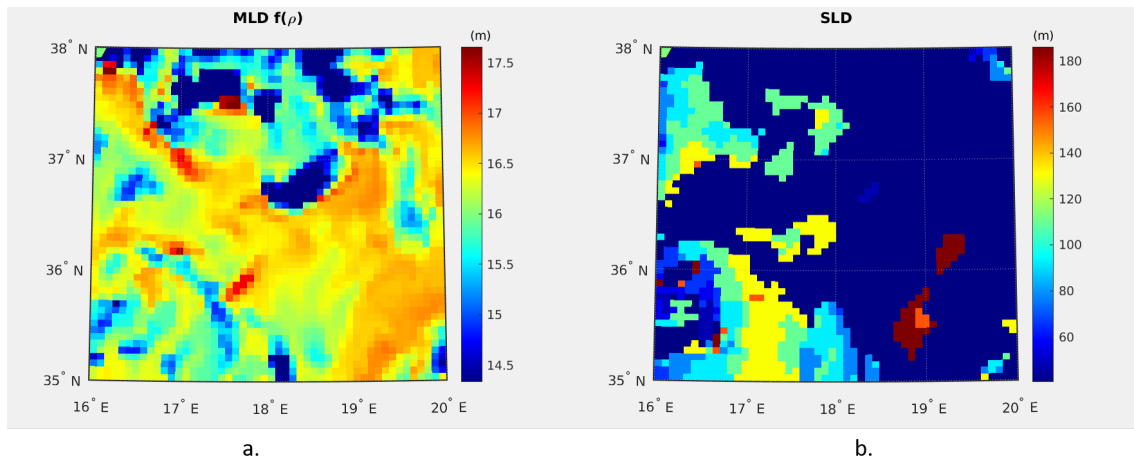 MLD f(ρ)
SLD
(m)
(m)
38° N
37° N
36° N
35° N
16° E
17° E
18° E
19° E
20° E
17.5
17
16.5
16
15.5
15
14.5
38° N
37° N
36° N
35° N
16° E
17° E
18° E
19° E
20° E
180
160
140
120
100
80
60
a.
b.